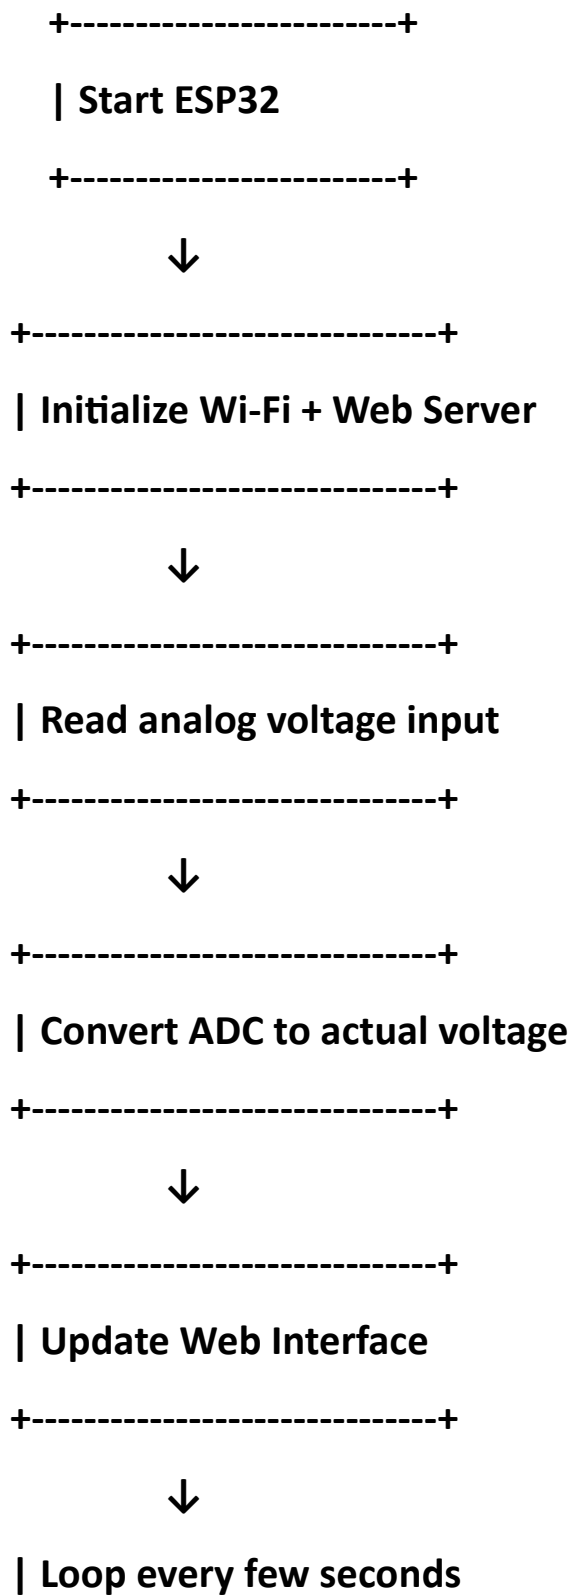 +-------------------------+
| Start ESP32
+-------------------------+
↓
+-------------------------------+
| Initialize Wi-Fi + Web Server
+-------------------------------+
↓
+-------------------------------+
| Read analog voltage input
+-------------------------------+
↓
+-------------------------------+
| Convert ADC to actual voltage
+-------------------------------+
↓
+-------------------------------+
| Update Web Interface
+-------------------------------+
↓
| Loop every few seconds